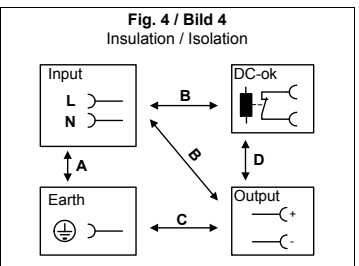 Fig. 4 / Bild 4
Insulation / Isolation
Input
DC-ok
L
B
N
A
B
D
Earth
Output
C
+
-